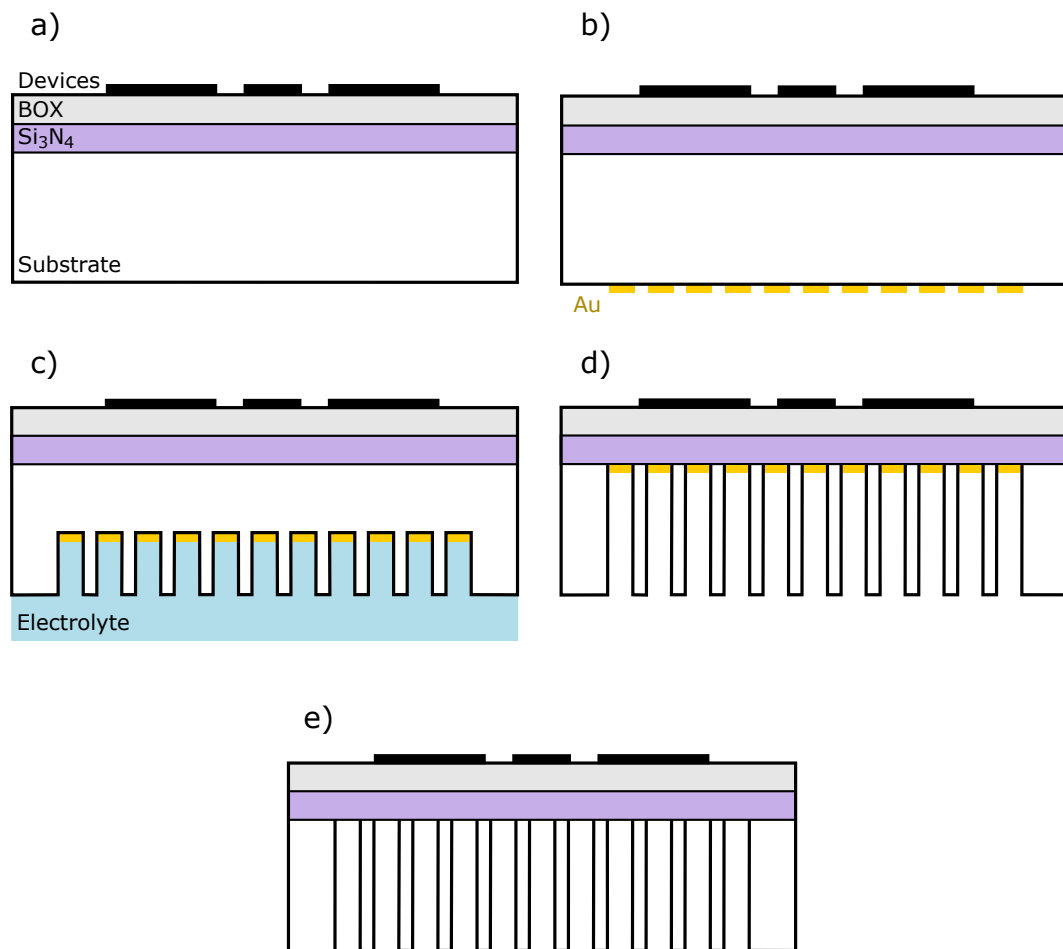 a)
b)
Devices
BOX
Si₃N₄
Substrate
Au
c)
d)
Electrolyte
e)